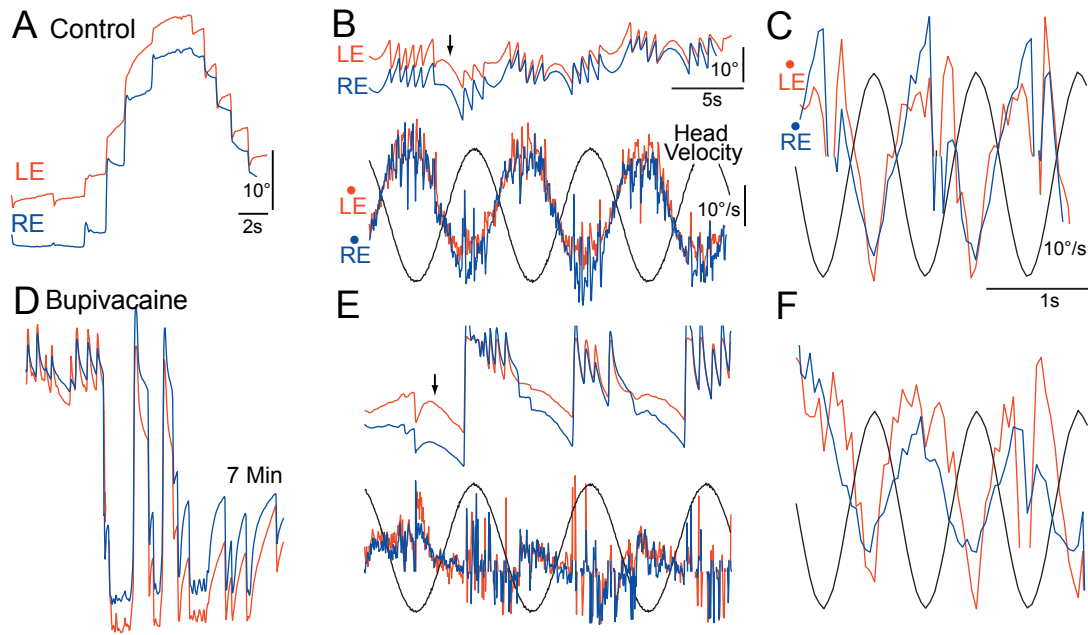 A Control
LE
RE
10°
2s
B
LE
RE
10°
5s
Head
Velocity
LE
RE
10°/s
C
LE
RE
10°/s
1s
D Bupivacaine
7 Min
E
F